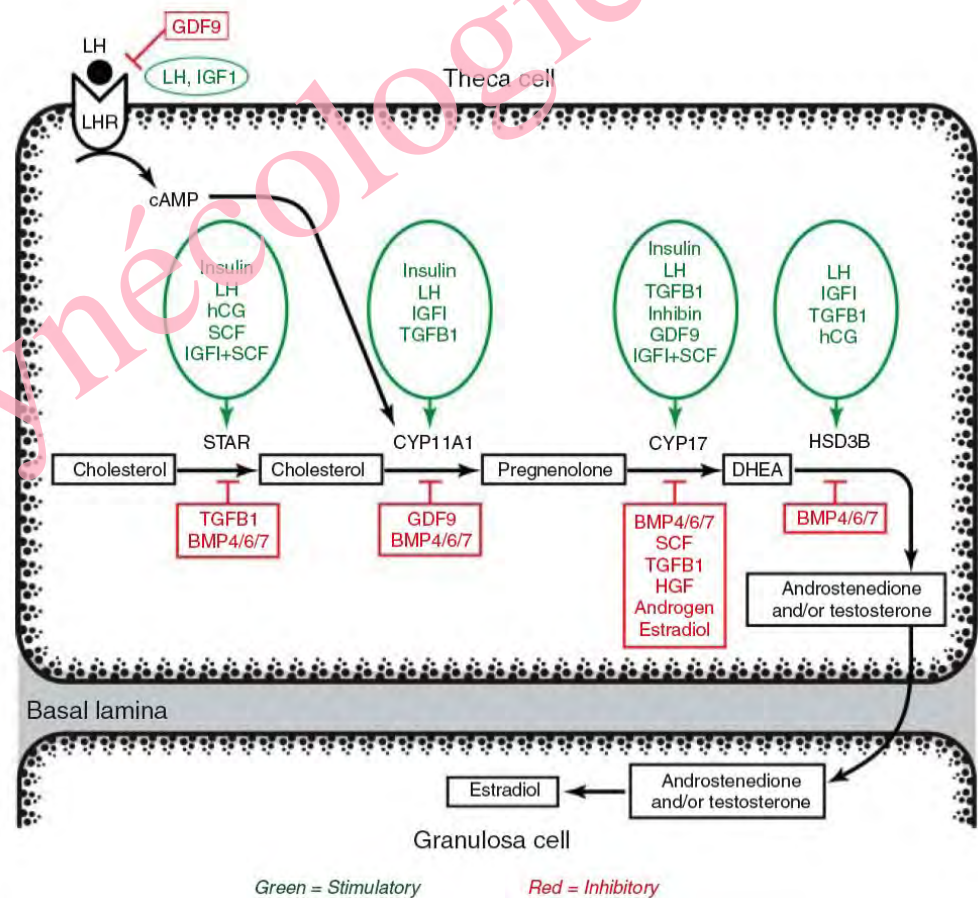 GDF9
LH
LH, IGF1
Theca cell
LHR
cAMP
Insulin
LH
hCG
SCF
IGFI+SCF
Insulin
LH
IGFI
TGFB1
Insulin
LH
TGFB1
Inhibin
GDF9
IGFI+SCF
LH
IGFI
TGFB1
hCG
STAR
CYP11A1
CYP17
HSD3B
Cholesterol
Cholesterol
Pregnenolone
DHEA
TGFB1
BMP4/6/7
GDF9
BMP4/6/7
BMP4/6/7
SCF
TGFB1
HGF
Androgen
Estradiol
BMP4/6/7
Androstenedione
and/or testosterone
Basal lamina
Estradiol
Androstenedione
and/or testosterone
Granulosa cell
Green = Stimulatory
Red = Inhibitory
ynécologie